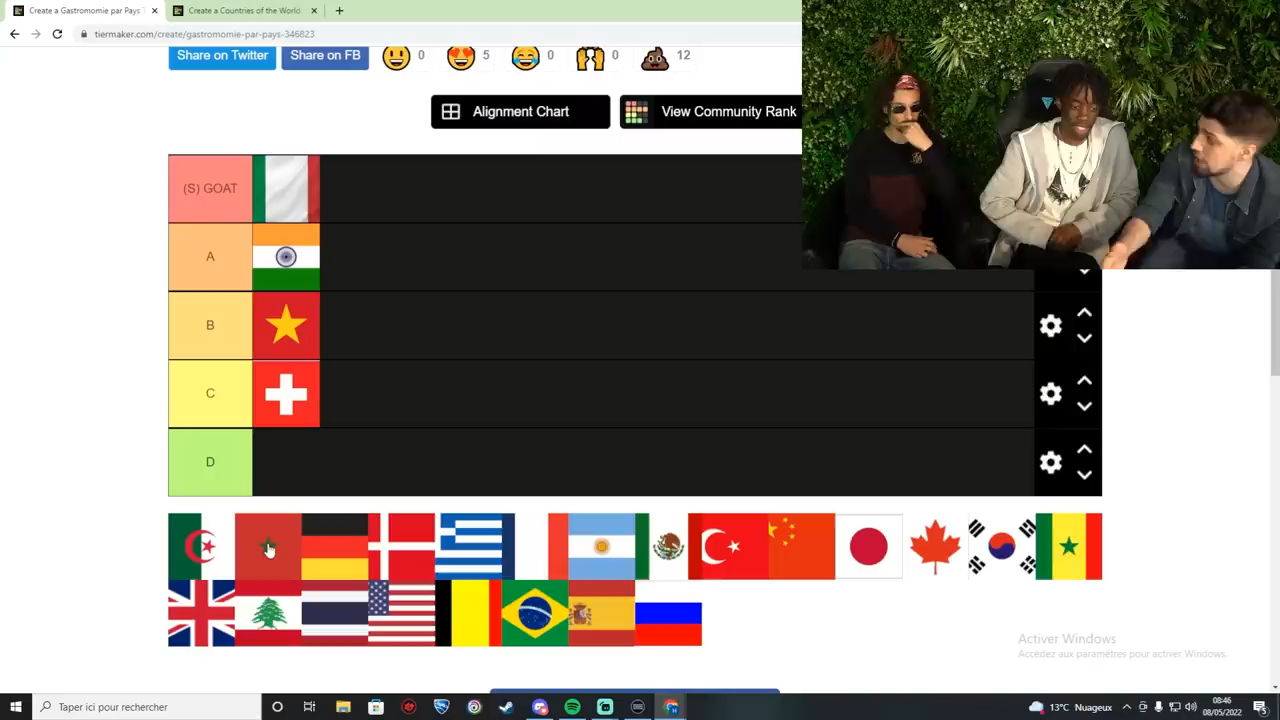 Create a Gastromomie par Pays T
Create a Countries of the World
tiermaker.com/create/gastromomie-par-pays-346823
Share on Twitter
Share on FB
0
5
0
0
12
Alignment Chart
View Community Rank
(S) GOAT
A
B
C
D
Activer Windows
Accédez aux paramètres pour activer Windows.
Taper ici pour rechercher
13°C Nuageux
08:46
08/05/2022